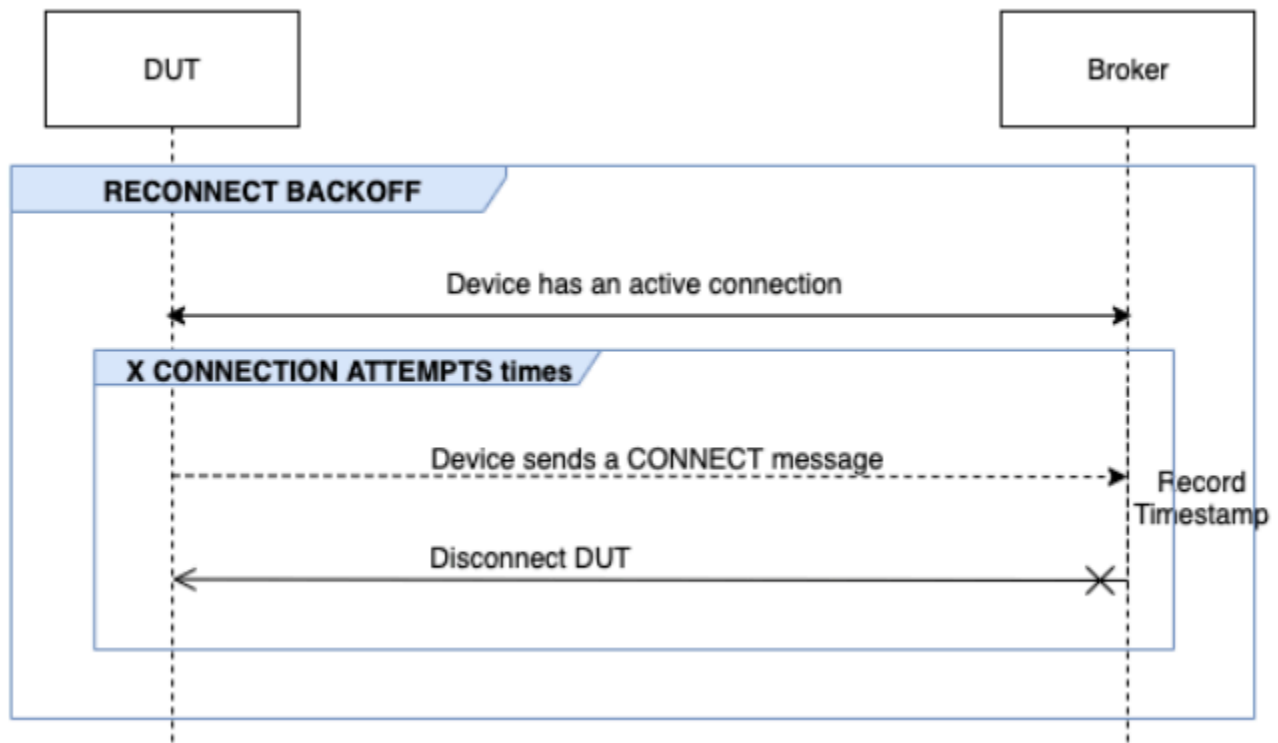 DUT
Broker
RECONNECT BACKOFF
Device has an active connection
X CONNECTION ATTEMPTS times
Device sends a CONNECT message
Record
Timestamp
Disconnect DUT